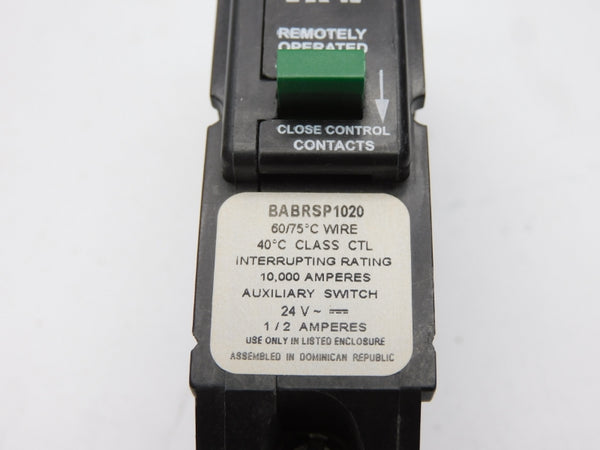 REMOTELY
OPERATED
CLOSE CONTROL
CONTACTS
BABRSP1020
60/75°C WIRE
40°C CLASS CTL
INTERRUPTING RATING
10,000 AMPERES
AUXILIARY SWITCH
24 V ~ ⎓
1/2 AMPERES
USE ONLY IN LISTED ENCLOSURE
ASSEMBLED IN DOMINICAN REPUBLIC